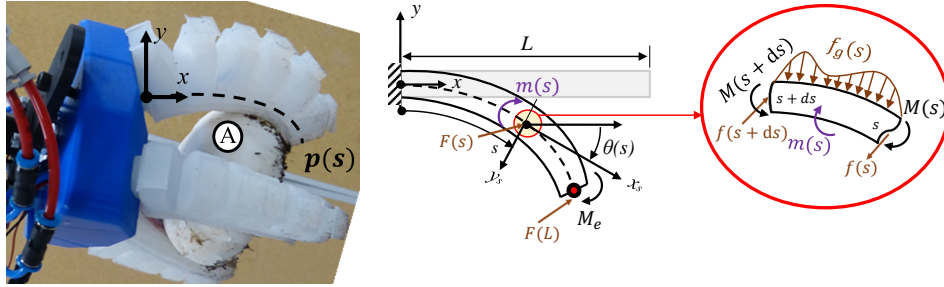 y
x
A
p(s)
y
L
x
m(s)
F(s)
s
θ(s)
y_s
x_s
M_e
F(L)
f_g(s)
M(s + ds)
M(s)
s + ds
s
f(s + ds)
m(s)
f(s)